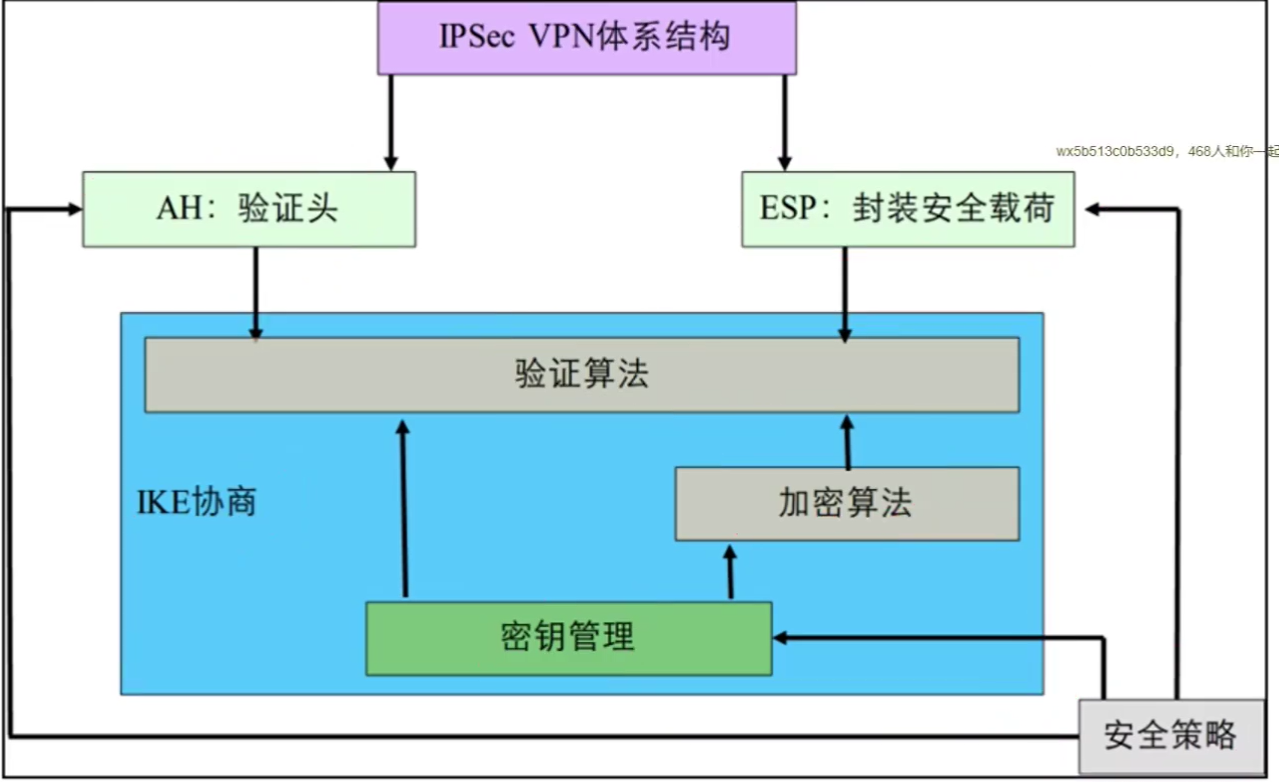 IPSec VPN体系结构
wx5b513c0b533d9，468人和你一起
AH：验证头
ESP：封装安全载荷
验证算法
IKE协商
加密算法
密钥管理
安全策略